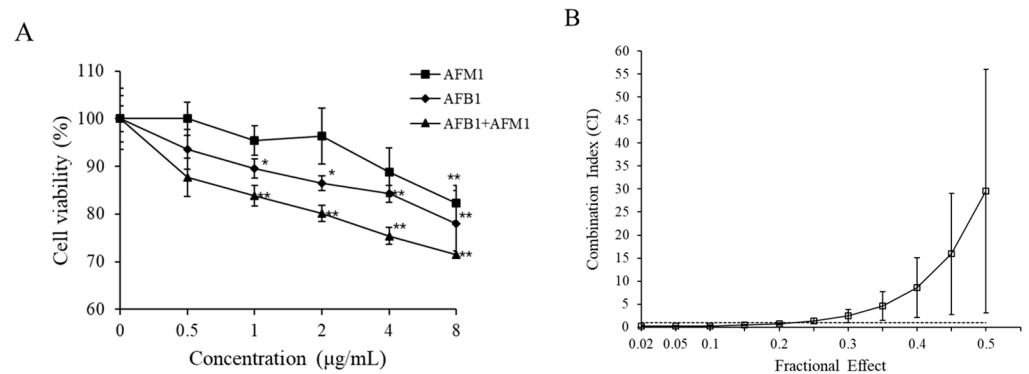 A
110
100
90
80
70
60
Cell viability (%)
AFM1
AFB1
AFB1+AFM1
*
*
**
**
**
**
**
**
**
0 0.5 1 2 4 8
Concentration (μg/mL)
B
60
55
50
45
40
35
30
25
20
15
10
5
0
Combination Index (CI)
0.02 0.05 0.1 0.2 0.3 0.4 0.5
Fractional Effect